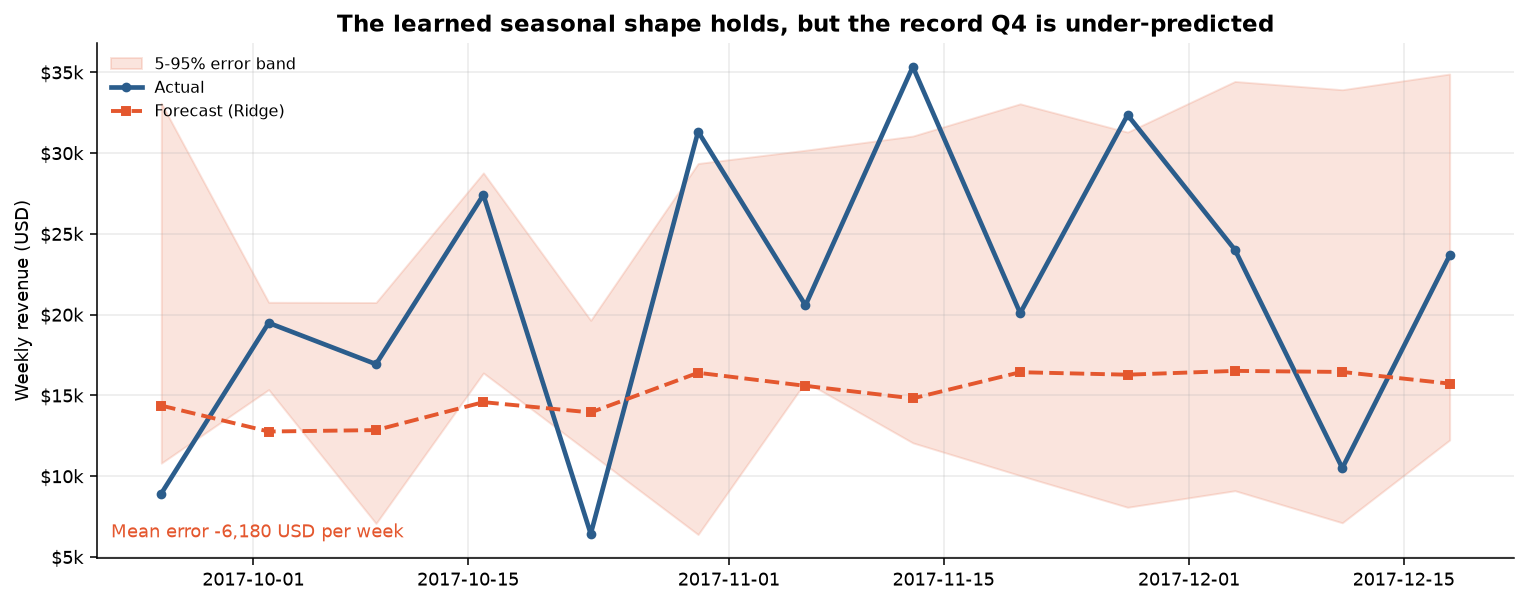 The learned seasonal shape holds, but the record Q4 is under-predicted
5-95% error band
Actual
Forecast (Ridge)
Weekly revenue (USD)
$35k
$30k
$25k
$20k
$15k
$10k
$5k
Mean error -6,180 USD per week
2017-10-01
2017-10-15
2017-11-01
2017-11-15
2017-12-01
2017-12-15